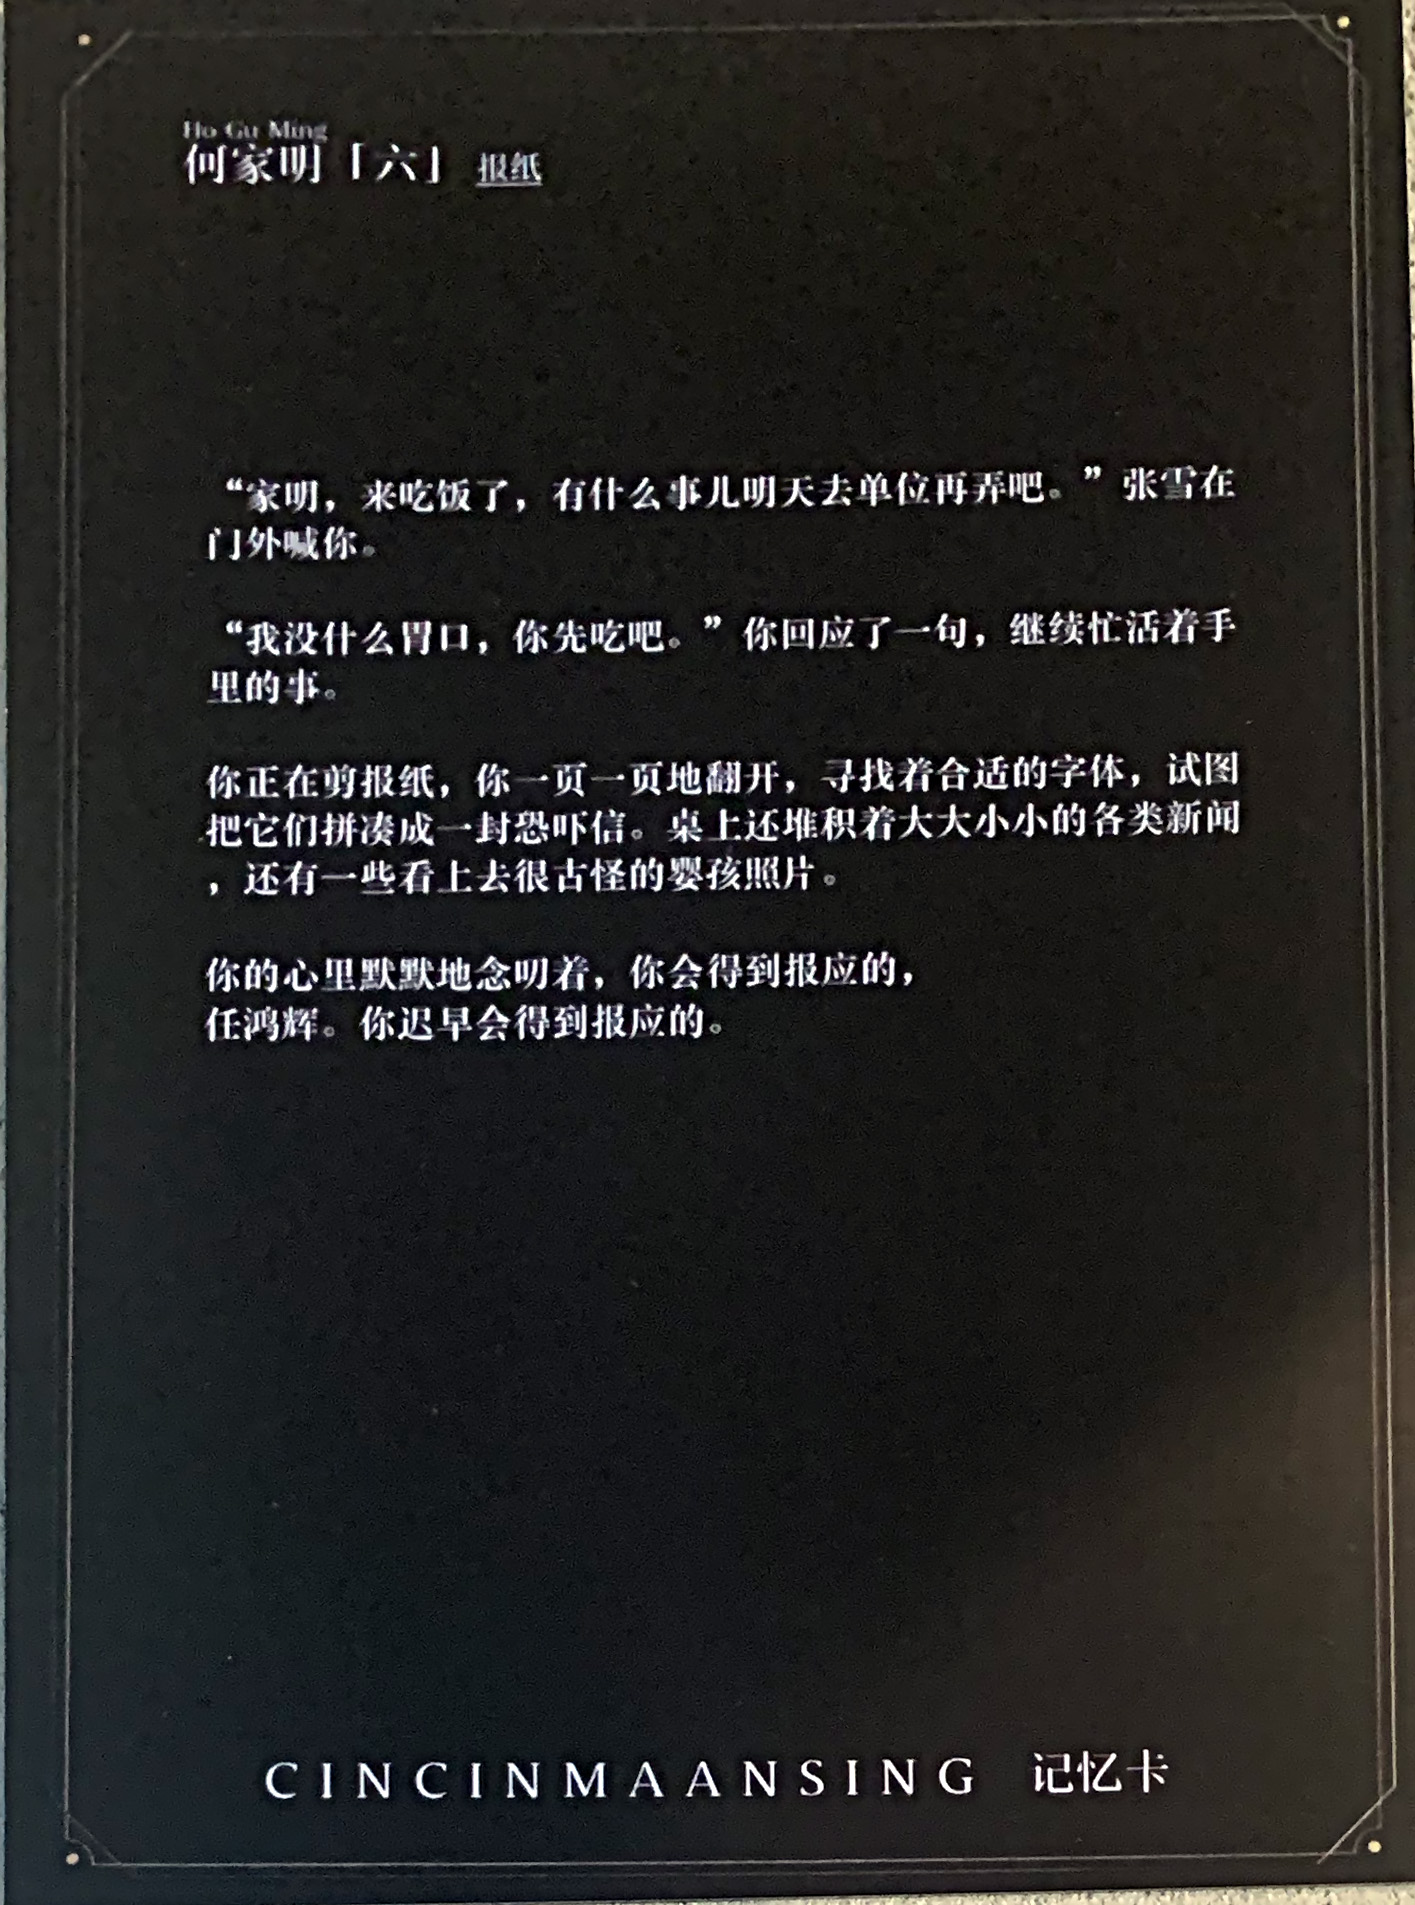 Ho Gu Ming
何家明「六」 报纸
“家明，来吃饭了，有什么事儿明天去单位再弄吧。”张雪在
门外喊你。
“我没什么胃口，你先吃吧。”你回应了一句，继续忙活着手
里的事。
你正在剪报纸，你一页一页地翻开，寻找着合适的字体，试图
把它们拼凑成一封恐吓信。桌上还堆积着大大小小的各类新闻
，还有一些看上去很古怪的婴孩照片。
你的心里默默地念叨着，你会得到报应的，
任鸿辉。你迟早会得到报应的。
CINCINMAANSING 记忆卡